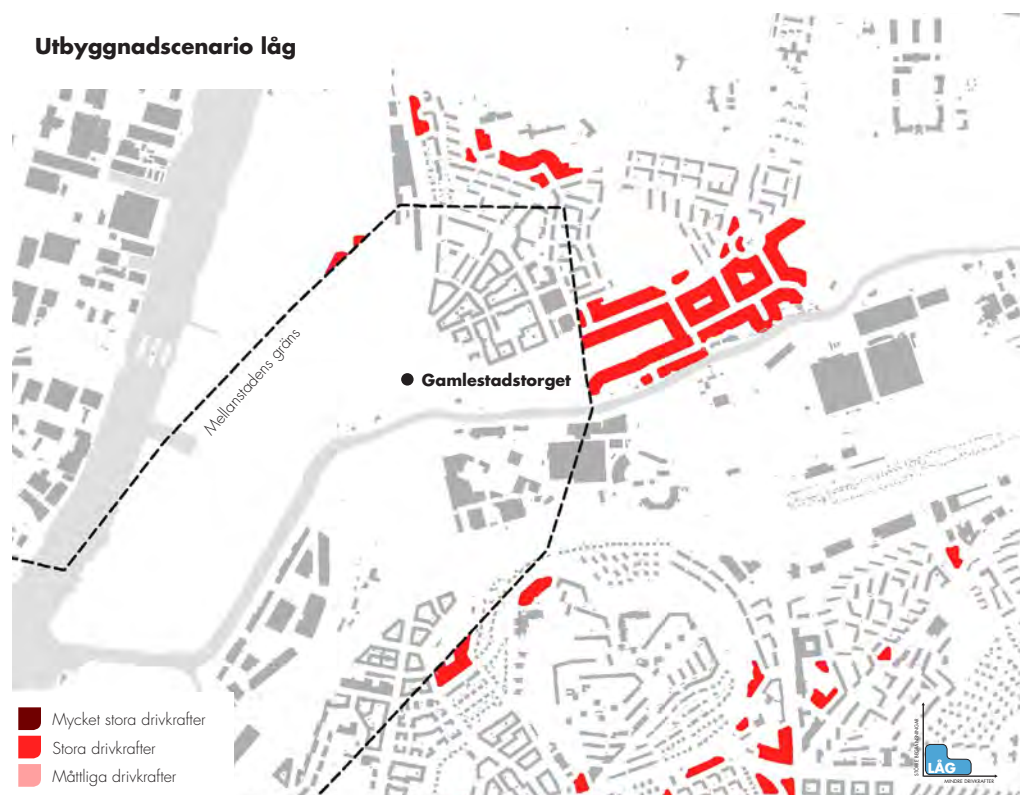 Utbyggnadscenario låg
Mellanstadens gräns
Gamlestadstorget
Mycket stora drivkrafter
Stora drivkrafter
Måttliga drivkrafter
LÅG
MINDRE DRIVKRAFTER